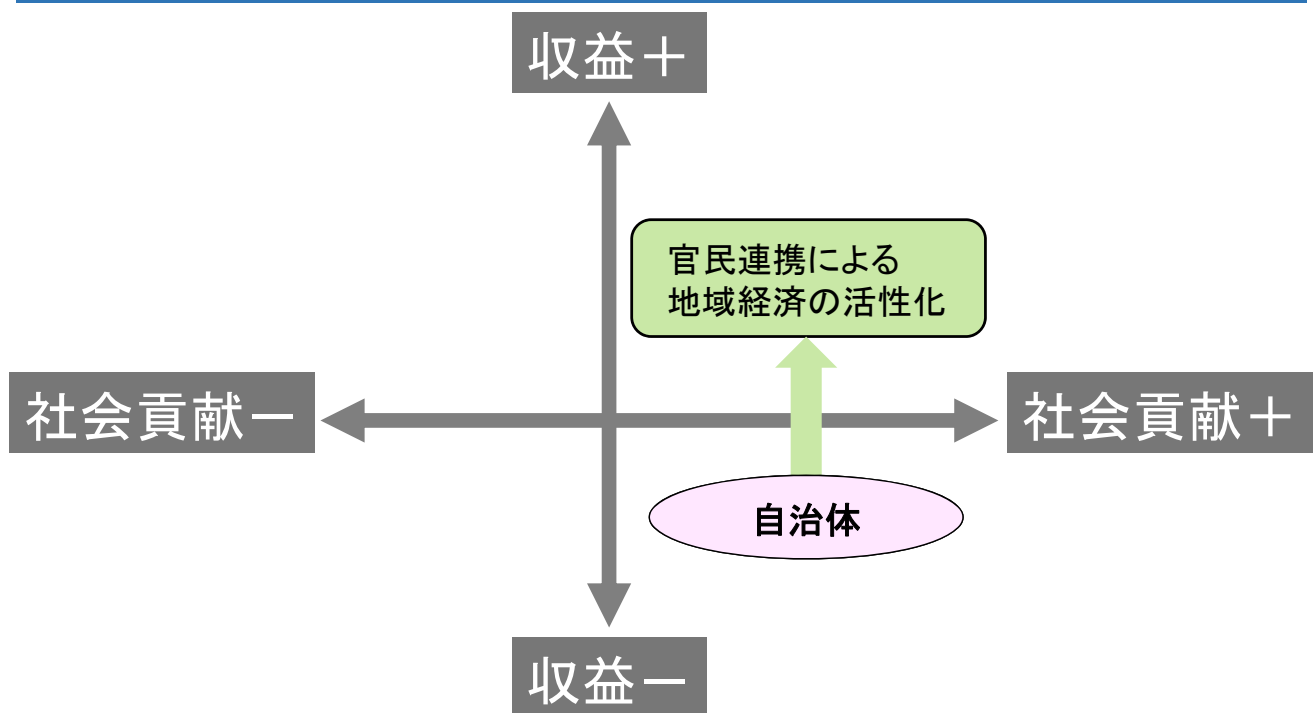 収益＋
官民連携による
地域経済の活性化
社会貢献－
社会貢献＋
自治体
収益－